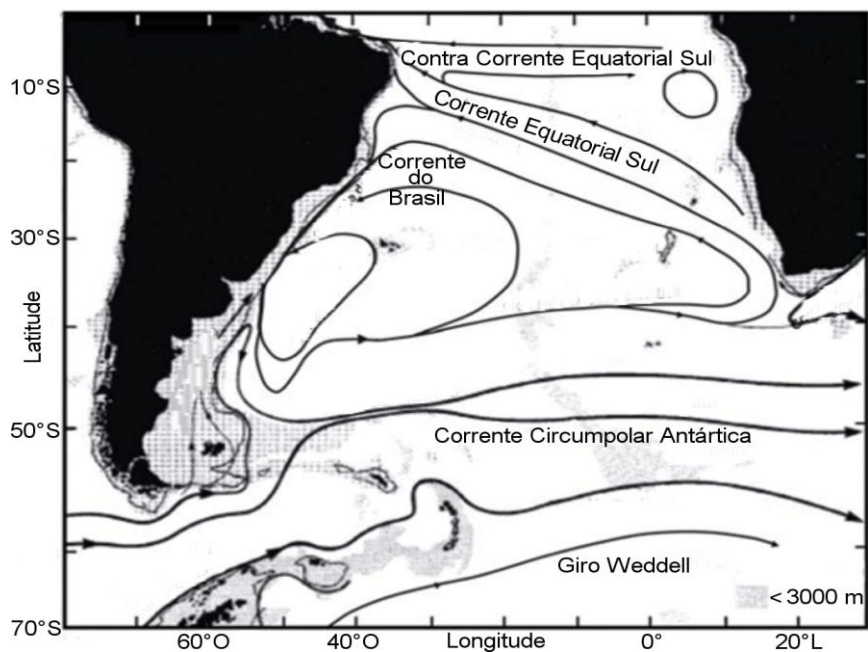 Contra Corrente Equatorial Sul
10°S
Corrente Equatorial Sul
Corrente
do
Brasil
30°S
Latitude
50°S
Corrente Circumpolar Antártica
Giro Weddell
< 3000 m
70°S
60°O
40°O
Longitude
0°
20°L